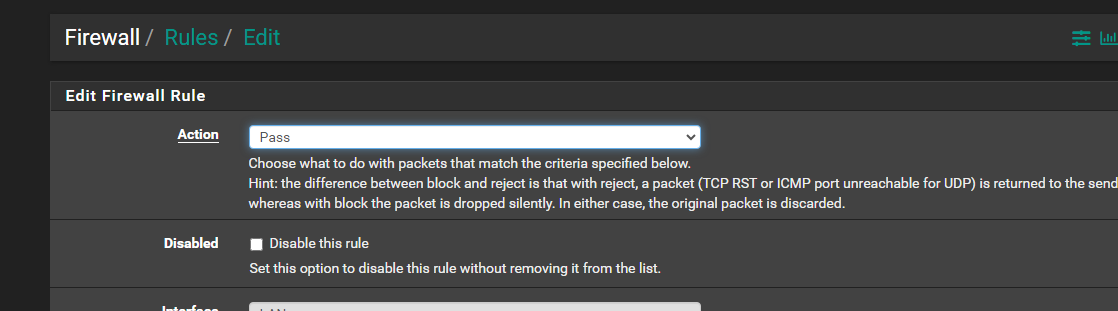 Firewall / Rules / Edit
Edit Firewall Rule
Action
Pass
Choose what to do with packets that match the criteria specified below.
Hint: the difference between block and reject is that with reject, a packet (TCP RST or ICMP port unreachable for UDP) is returned to the send
whereas with block the packet is dropped silently. In either case, the original packet is discarded.
Disabled
Disable this rule
Set this option to disable this rule without removing it from the list.
Interface